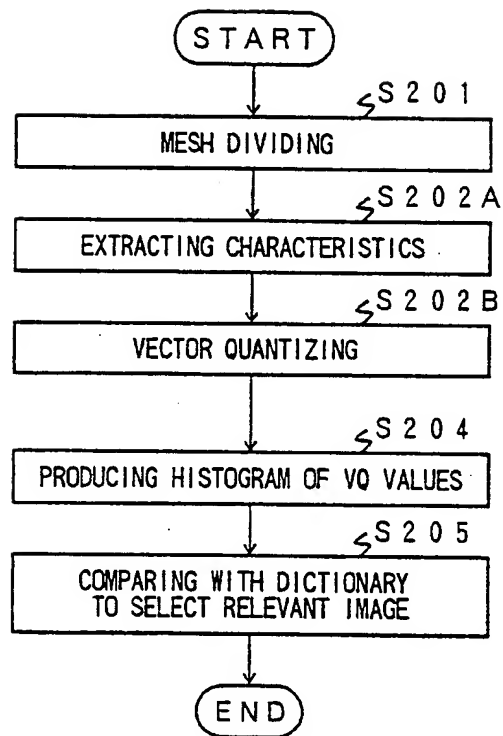 START
S201
MESH DIVIDING
S202A
EXTRACTING CHARACTERISTICS
S202B
VECTOR QUANTIZING
S204
PRODUCING HISTOGRAM OF VQ VALUES
S205
COMPARING WITH DICTIONARY
TO SELECT RELEVANT IMAGE
END